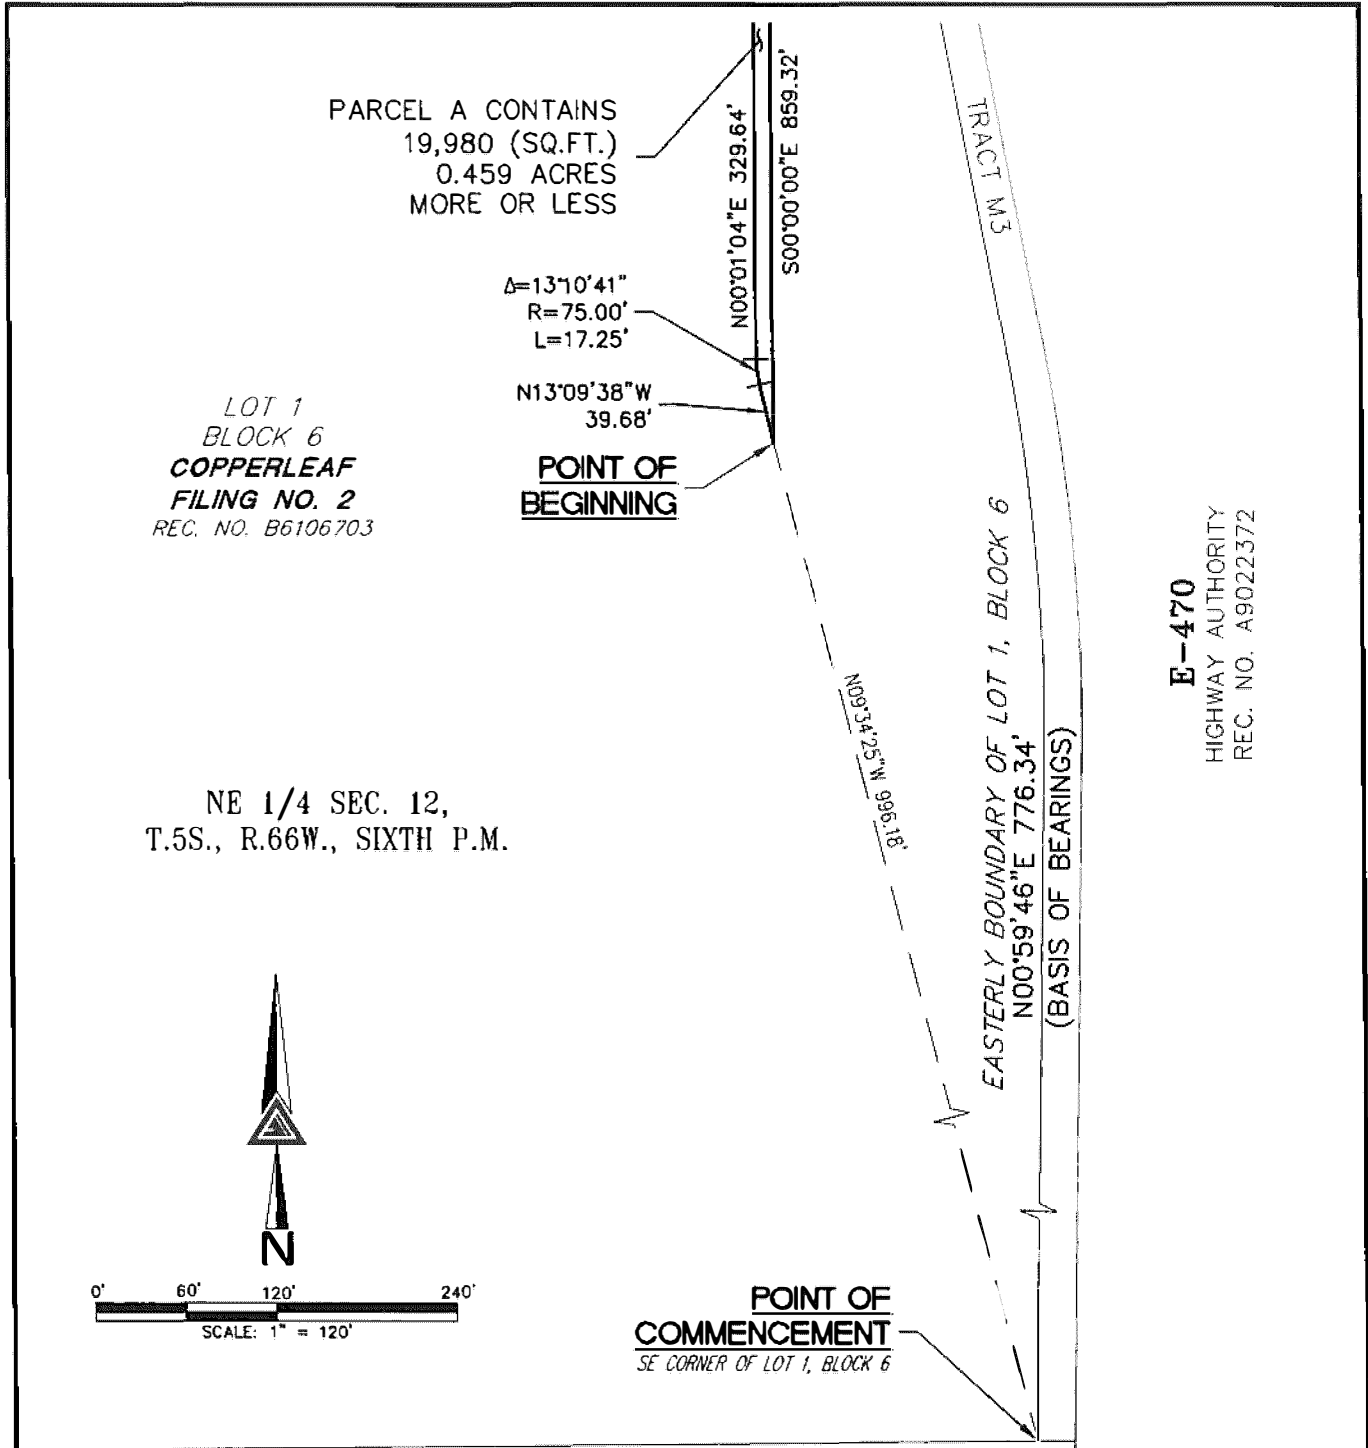 PARCEL A CONTAINS
19,980 (SQ.FT.)
0.459 ACRES
MORE OR LESS
N00°01'04"E 329.64'
S00°00'00"E 859.32'
TRACT M3
Δ=13°10'41"
R=75.00'
L=17.25'
N13°09'38"W
39.68'
LOT 1
BLOCK 6
COPPERLEAF
FILING NO. 2
REC. NO. B6106703
POINT OF
BEGINNING
N09°34'25"W 996.18'
EASTERLY BOUNDARY OF LOT 1, BLOCK 6
N00°59'46"E 776.34'
(BASIS OF BEARINGS)
E-470
HIGHWAY AUTHORITY
REC. NO. A9022372
NE 1/4 SEC. 12,
T.5S., R.66W., SIXTH P.M.
N
0' 60' 120' 240'
SCALE: 1" = 120'
POINT OF
COMMENCEMENT
SE CORNER OF LOT 1, BLOCK 6